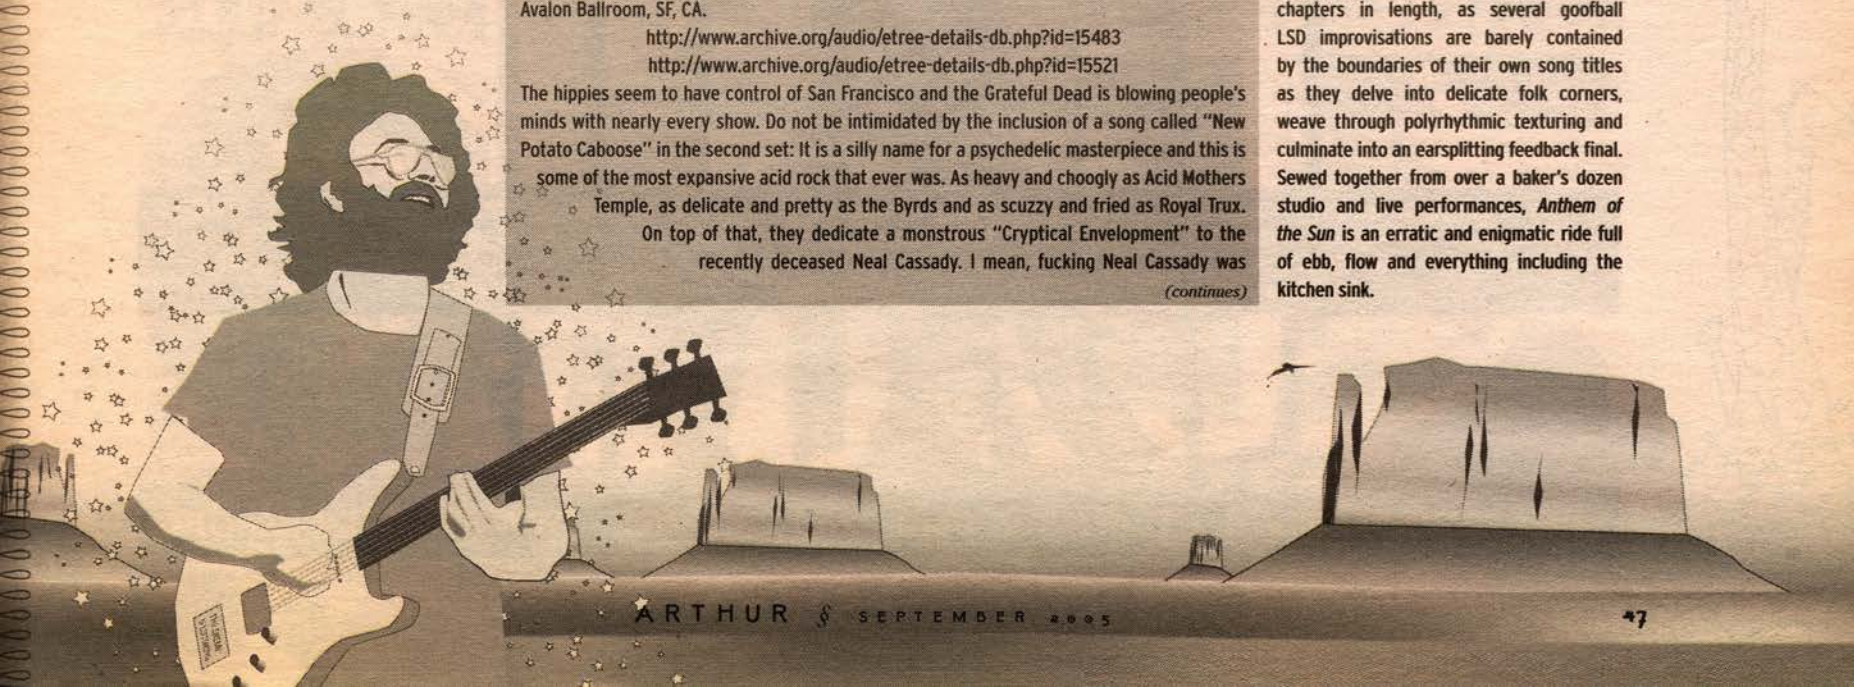 Avalon Ballroom, SF, CA.
http://www.archive.org/audio/etree-details-db.php?id=15483
http://www.archive.org/audio/etree-details-db.php?id=15521
The hippies seem to have control of San Francisco and the Grateful Dead is blowing people's
minds with nearly every show. Do not be intimidated by the inclusion of a song called "New
Potato Caboose" in the second set: It is a silly name for a psychedelic masterpiece and this is
some of the most expansive acid rock that ever was. As heavy and choogly as Acid Mothers
Temple, as delicate and pretty as the Byrds and as scuzzy and fried as Royal Trux.
On top of that, they dedicate a monstrous "Cryptical Envelopment" to the
recently deceased Neal Cassady. I mean, fucking Neal Cassady was
(continues)
chapters in length, as several goofball
LSD improvisations are barely contained
by the boundaries of their own song titles
as they delve into delicate folk corners,
weave through polyrhythmic texturing and
culminate into an earsplitting feedback final.
Sewed together from over a baker's dozen
studio and live performances, Anthem of
the Sun is an erratic and enigmatic ride full
of ebb, flow and everything including the
kitchen sink.
ARTHUR § SEPTEMBER 2005
47